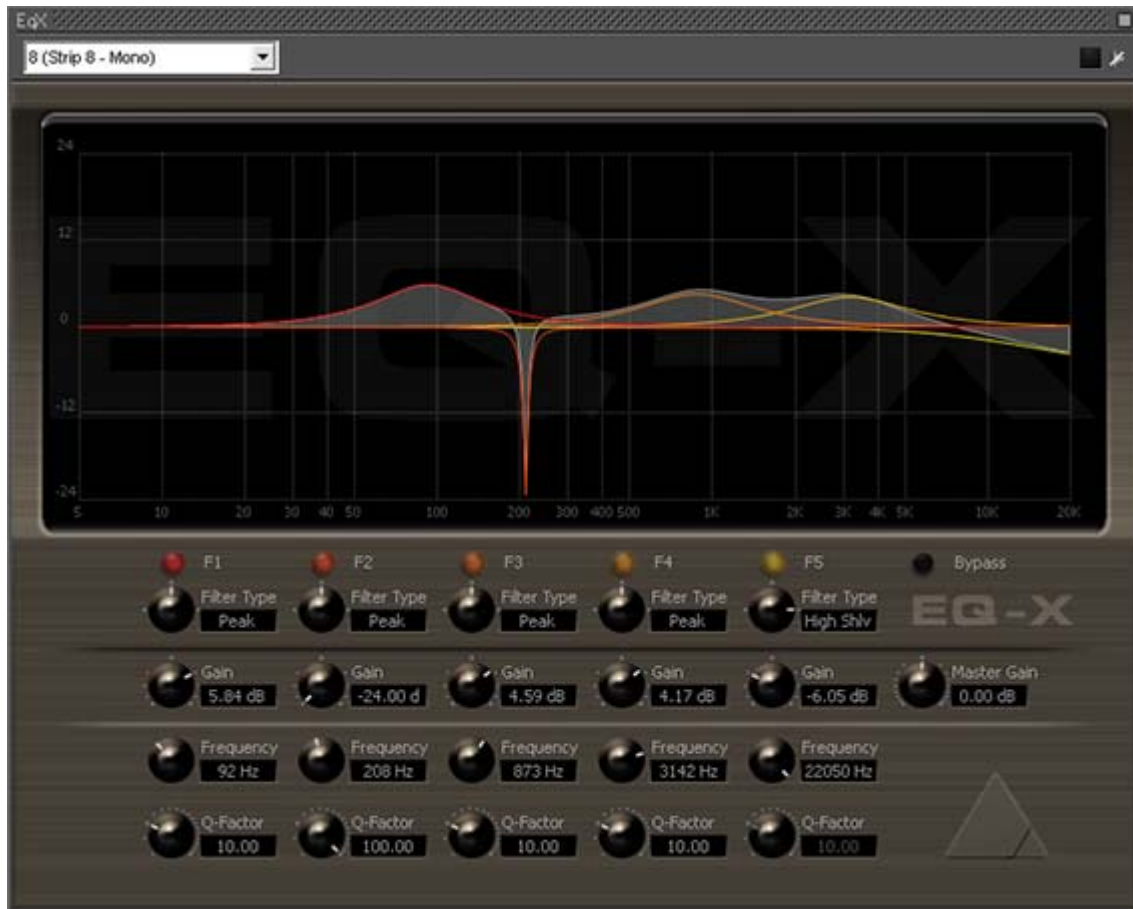 EqX
8 (Strip 8 - Mono)
24
12
0
-12
-24
5 10 20 30 40 50 100 200 300 400 500 1K 2K 3K 4K 5K 10K 20K
EQ-X
F1 F2 F3 F4 F5 Bypass
Filter Type Filter Type Filter Type Filter Type Filter Type
Peak Peak Peak Peak High Shlv
EQ-X
Gain Gain Gain Gain Gain Master Gain
5.84 dB -24.00 d 4.59 dB 4.17 dB -6.05 dB 0.00 dB
Frequency Frequency Frequency Frequency Frequency
92 Hz 208 Hz 873 Hz 3142 Hz 22050 Hz
Q-Factor Q-Factor Q-Factor Q-Factor Q-Factor
10.00 100.00 10.00 10.00 10.00